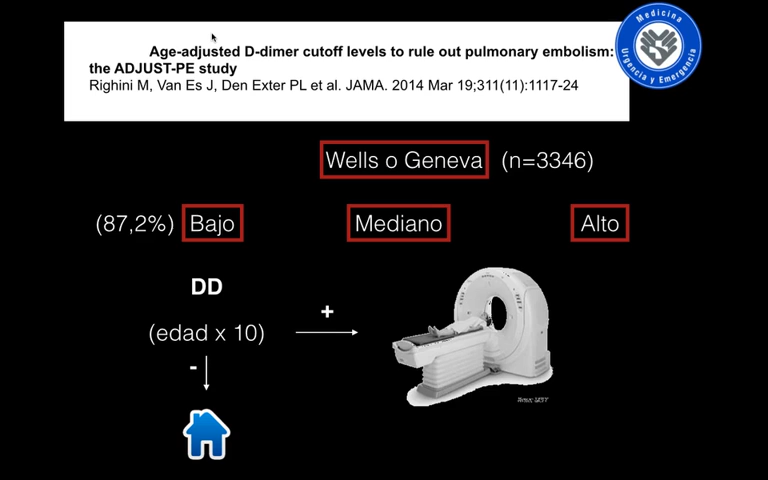 Age-adjusted D-dimer cutoff levels to rule out pulmonary embolism:
the ADJUST-PE study
Righini M, Van Es J, Den Exter PL et al. JAMA. 2014 Mar 19;311(11):1117-24
Medicina
Urgencia y Emergencia
Wells o Geneva (n=3346)
(87,2%) Bajo Mediano Alto
DD
+
(edad x 10)
-